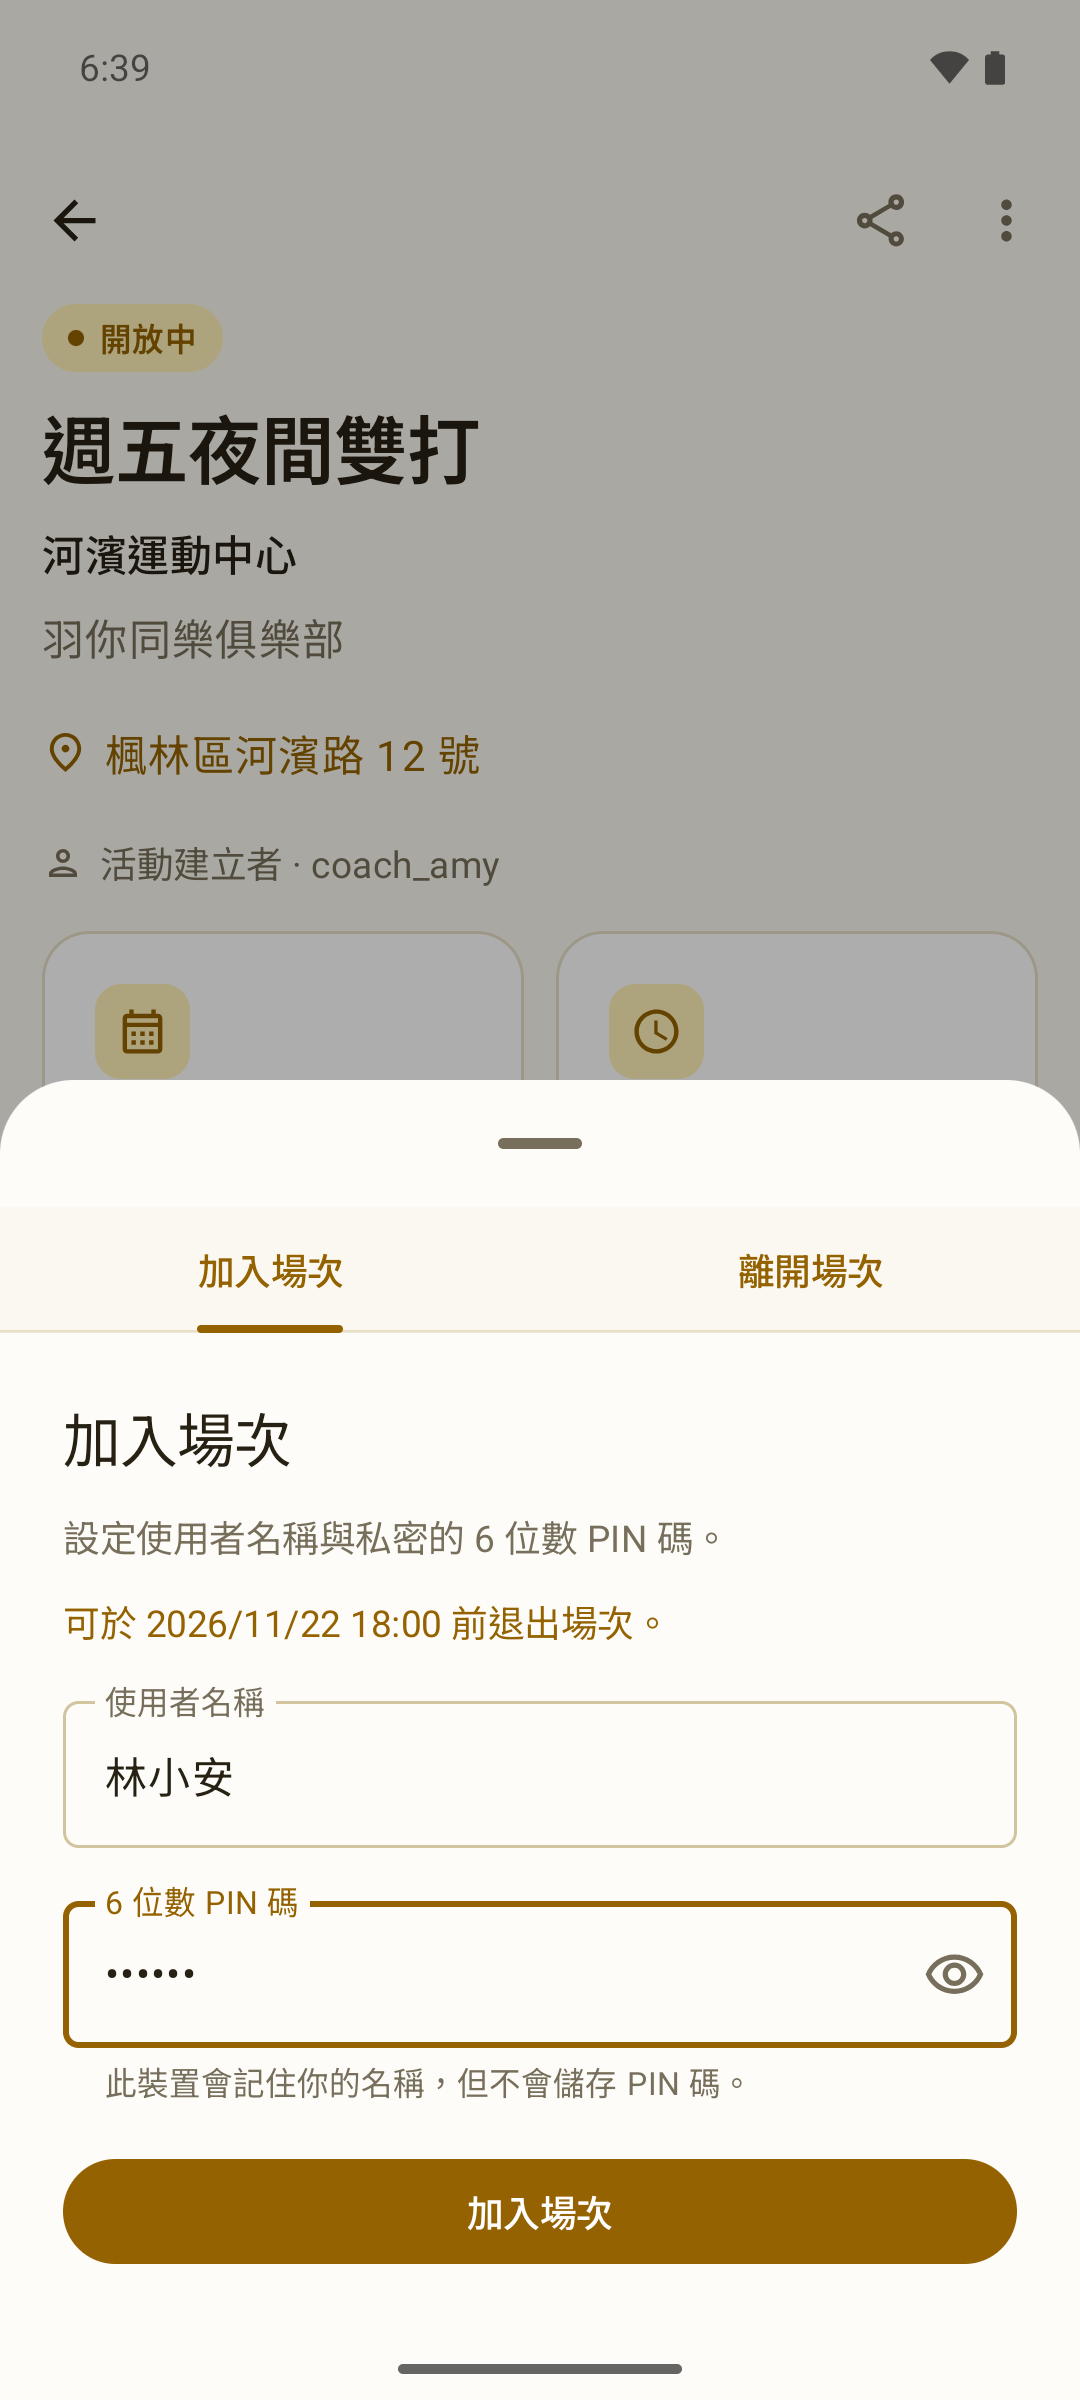 6:39
開放中
週五夜間雙打
河濱運動中心
羽你同樂俱樂部
楓林區河濱路 12 號
活動建立者 · coach_amy
加入場次
離開場次
加入場次
設定使用者名稱與私密的 6 位數 PIN 碼。
可於 2026/11/22 18:00 前退出場次。
使用者名稱
林小安
6 位數 PIN 碼
••••••
此裝置會記住你的名稱，但不會儲存 PIN 碼。
加入場次